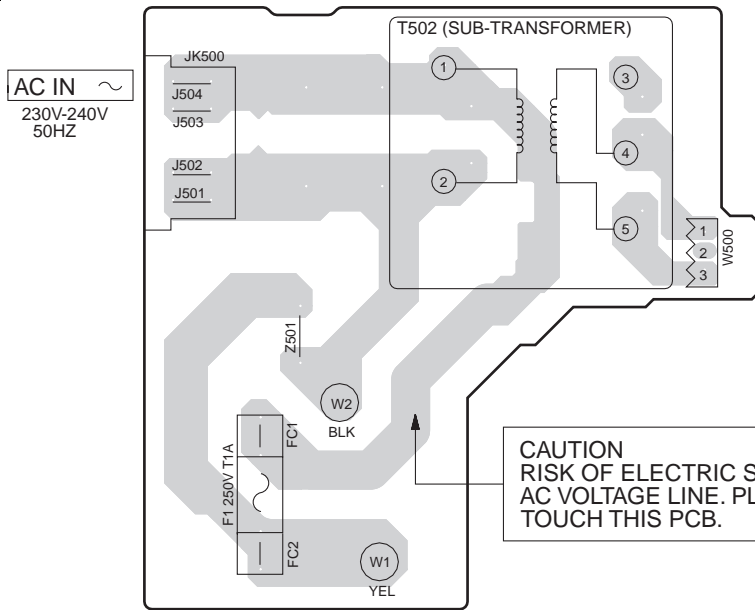 T502 (SUB-TRANSFORMER)
JK500
1
3
AC IN ~
J504
230V-240V
50HZ
J503
4
J502
2
J501
5
1
2
3
W500
Z501
W2
BLK
FC1
F1 250V T1A
CAUTION
RISK OF ELECTRIC S
AC VOLTAGE LINE. PL
TOUCH THIS PCB.
FC2
W1
YEL